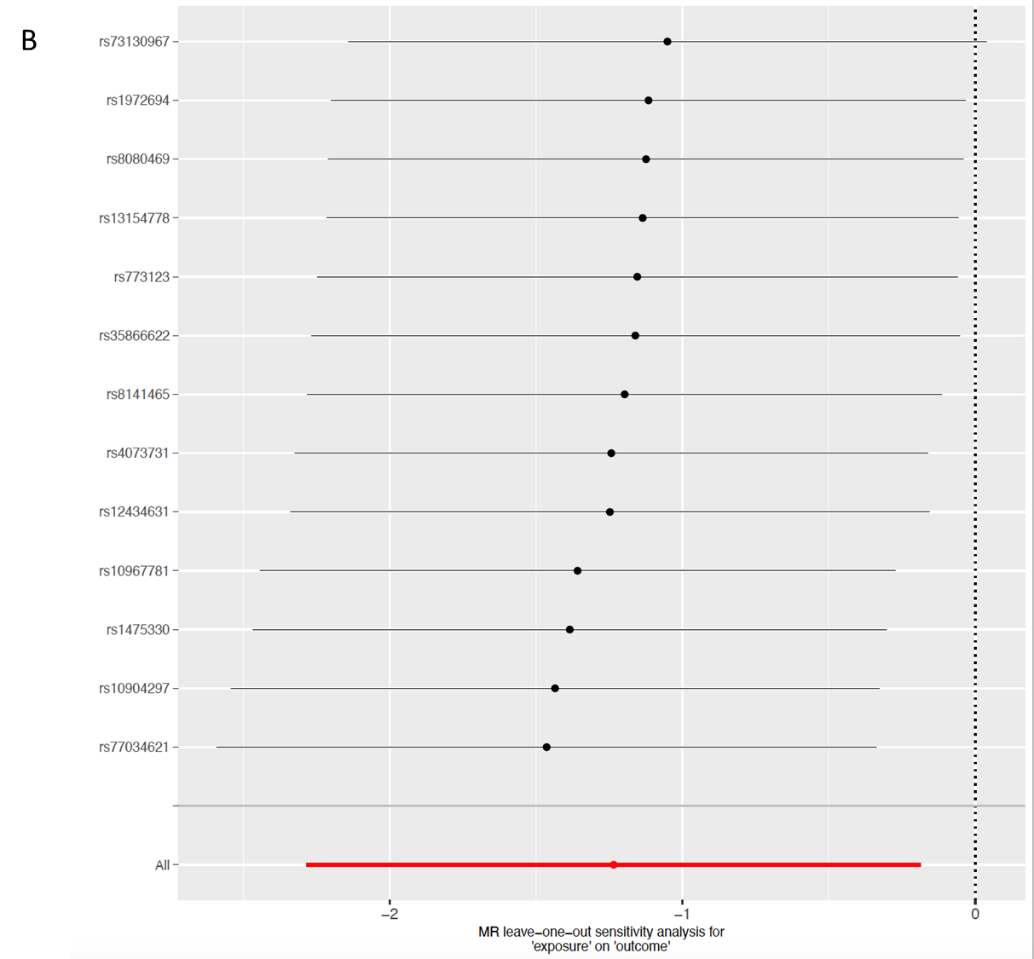 B
rs73130967
rs1972694
rs8080469
rs13154778
rs773123
rs35866622
rs8141465
rs4073731
rs12434631
rs10967781
rs1475330
rs10904297
rs77034621
All
−2 −1 0
MR leave−one−out sensitivity analysis for
'exposure' on 'outcome'